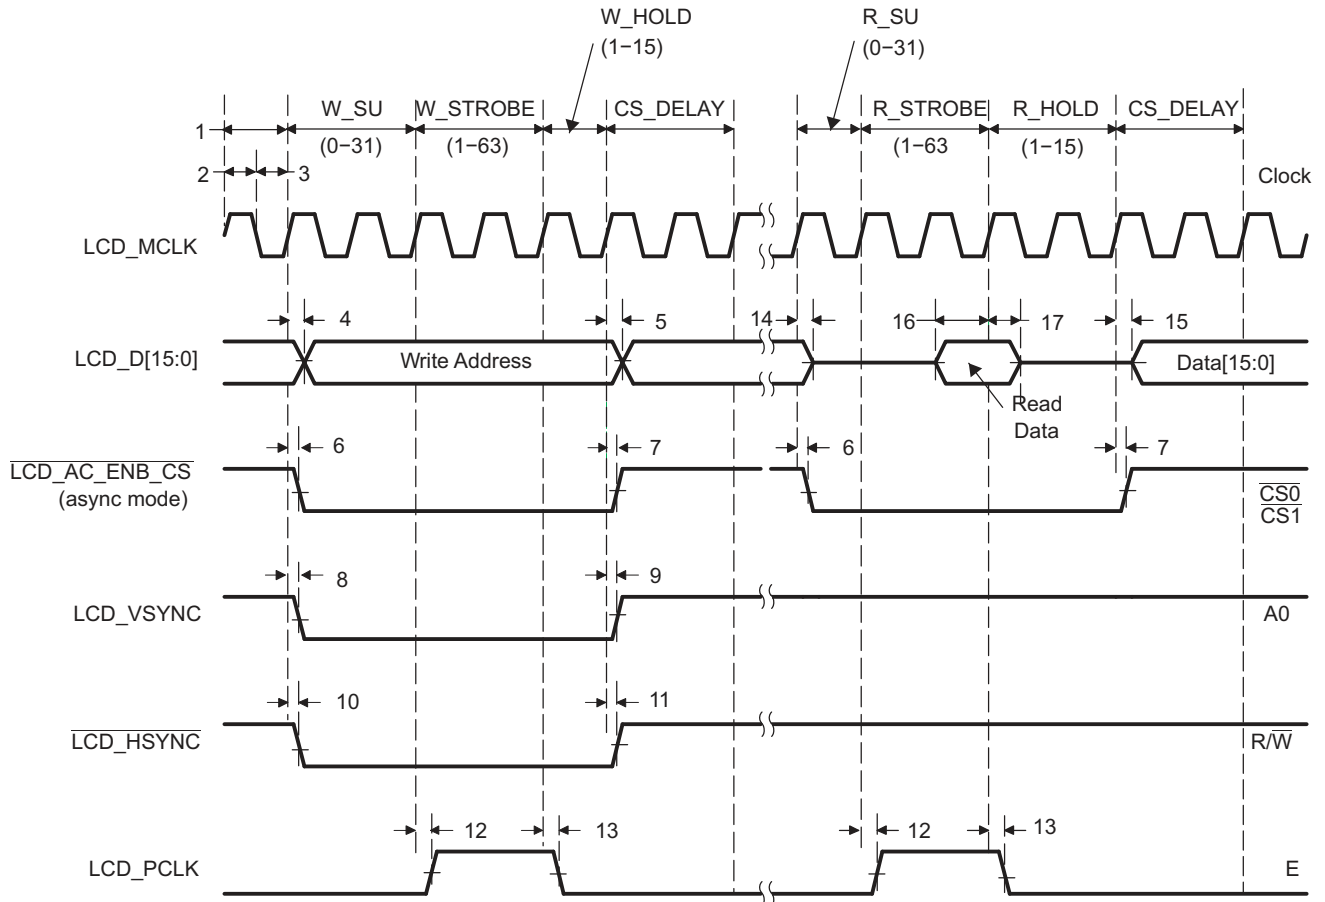 W_HOLD
(1−15)
R_SU
(0−31)
W_SU
(0−31)
W_STROBE
(1−63)
CS_DELAY
R_STROBE
(1−63
R_HOLD
(1−15)
CS_DELAY
1
2
3
Clock
LCD_MCLK
4
5
14
16
17
15
LCD_D[15:0]
Write Address
Data[15:0]
Read
Data
6
7
6
7
LCD_AC_ENB_CS
(async mode)
CS0
CS1
8
9
LCD_VSYNC
A0
10
11
LCD_HSYNC
R/W
12
13
12
13
LCD_PCLK
E